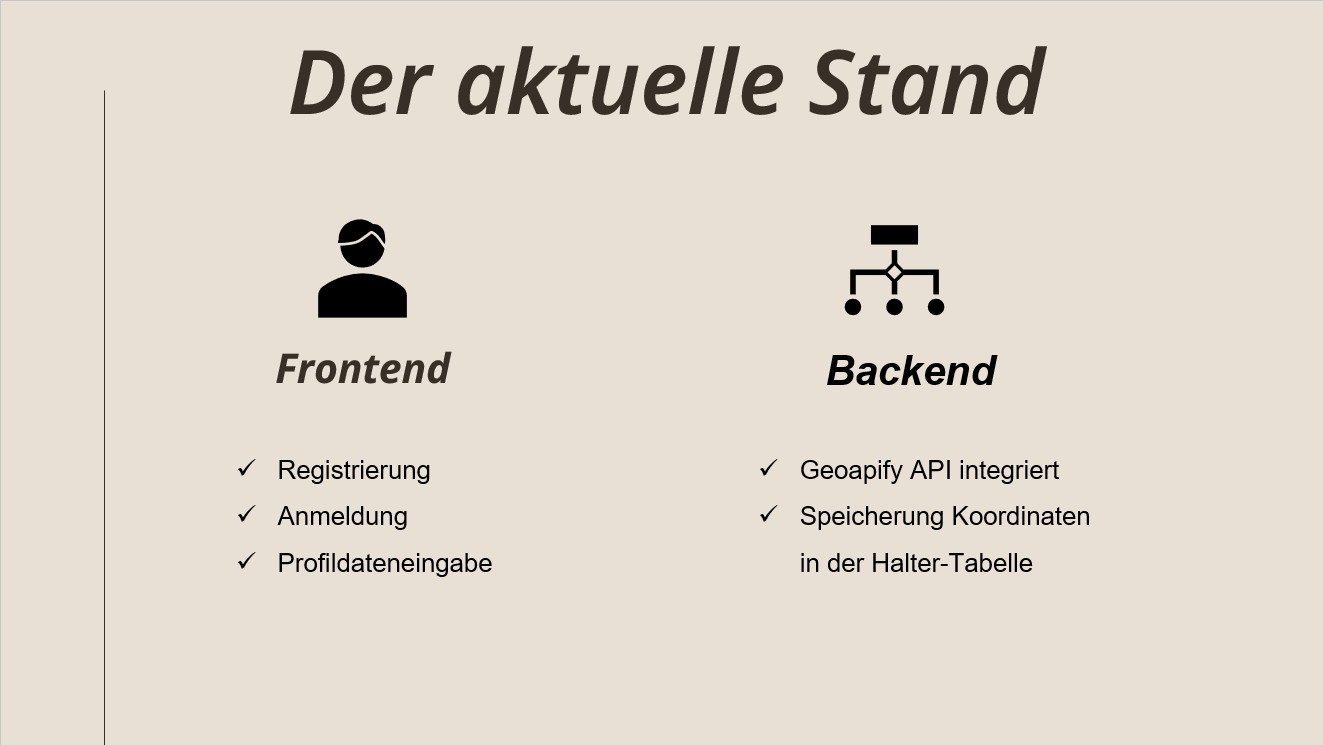 Der aktuelle Stand
Frontend
✓ Registrierung
✓ Anmeldung
✓ Profildateneingabe
Backend
✓ Geoapify API integriert
✓ Speicherung Koordinaten
in der Halter-Tabelle